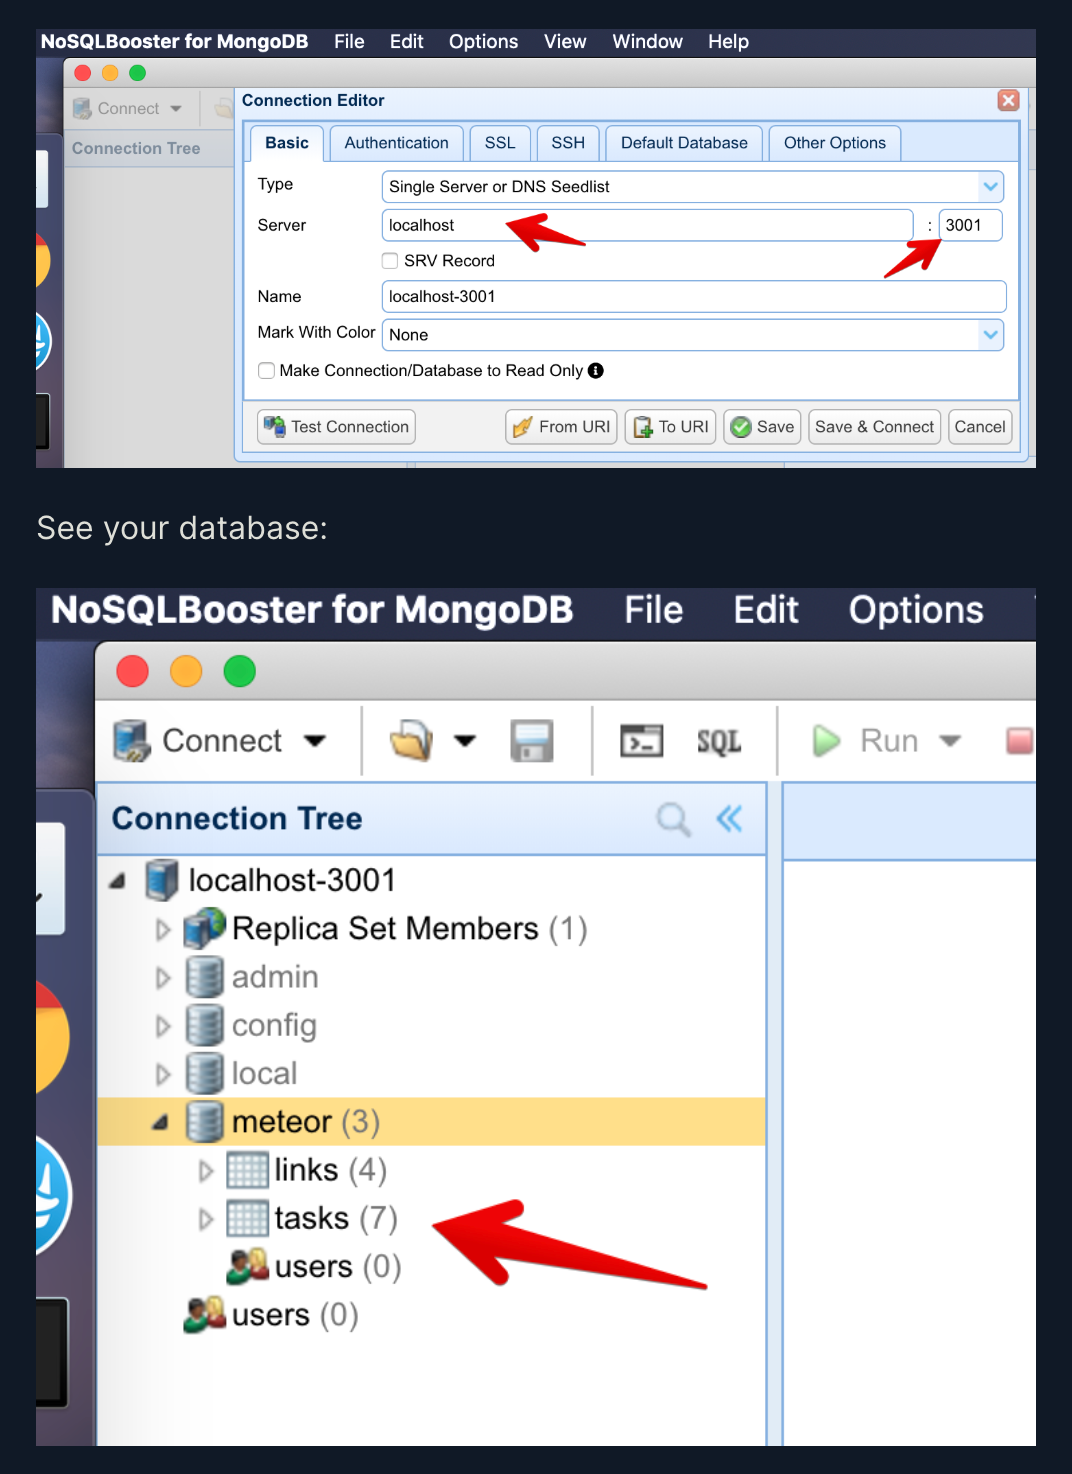 NoSQLBooster for MongoDB File Edit Options View Window Help
Connect
Connection Editor
Connection Tree
Basic Authentication SSL SSH Default Database Other Options
Type Single Server or DNS Seedlist
Server localhost : 3001
SRV Record
Name localhost-3001
Mark With Color None
Make Connection/Database to Read Only
Test Connection From URI To URI Save Save & Connect Cancel
See your database:
NoSQLBooster for MongoDB File Edit Options
Connect SQL Run
Connection Tree
localhost-3001
Replica Set Members (1)
admin
config
local
meteor (3)
links (4)
tasks (7)
users (0)
users (0)